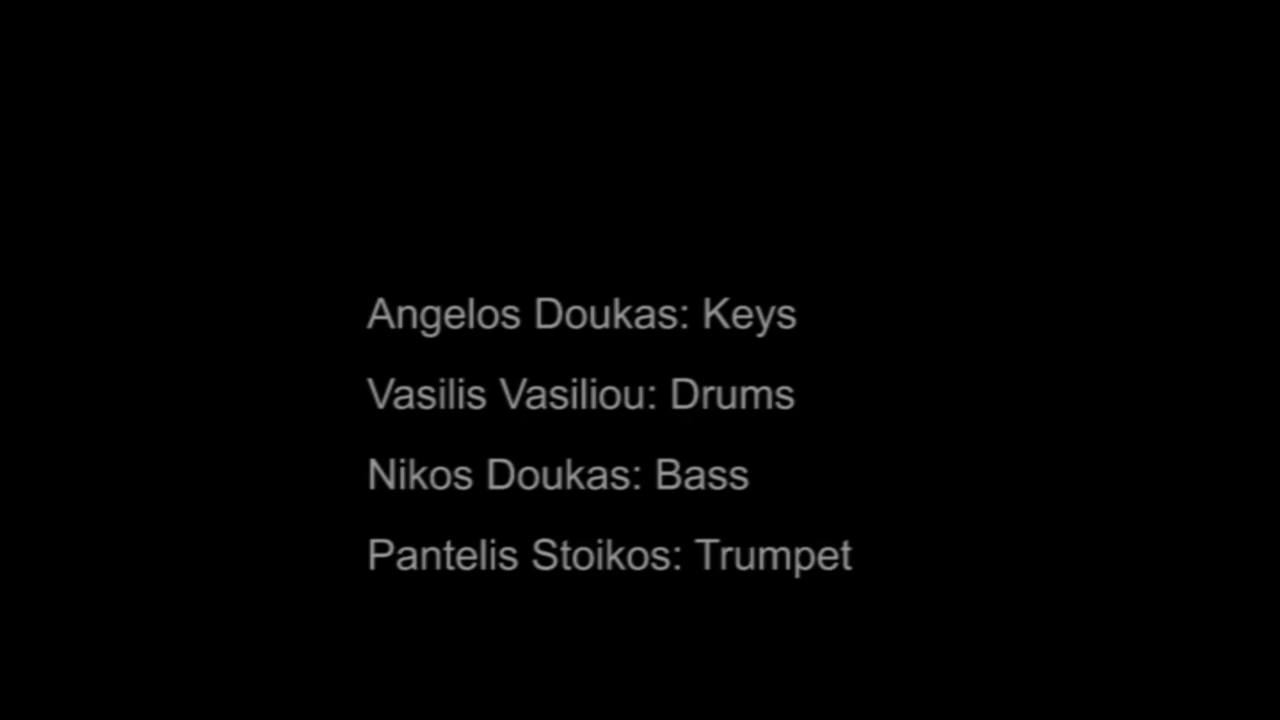 Angelos Doukas: Keys
Vasilis Vasiliou: Drums
Nikos Doukas: Bass
Pantelis Stoikos: Trumpet